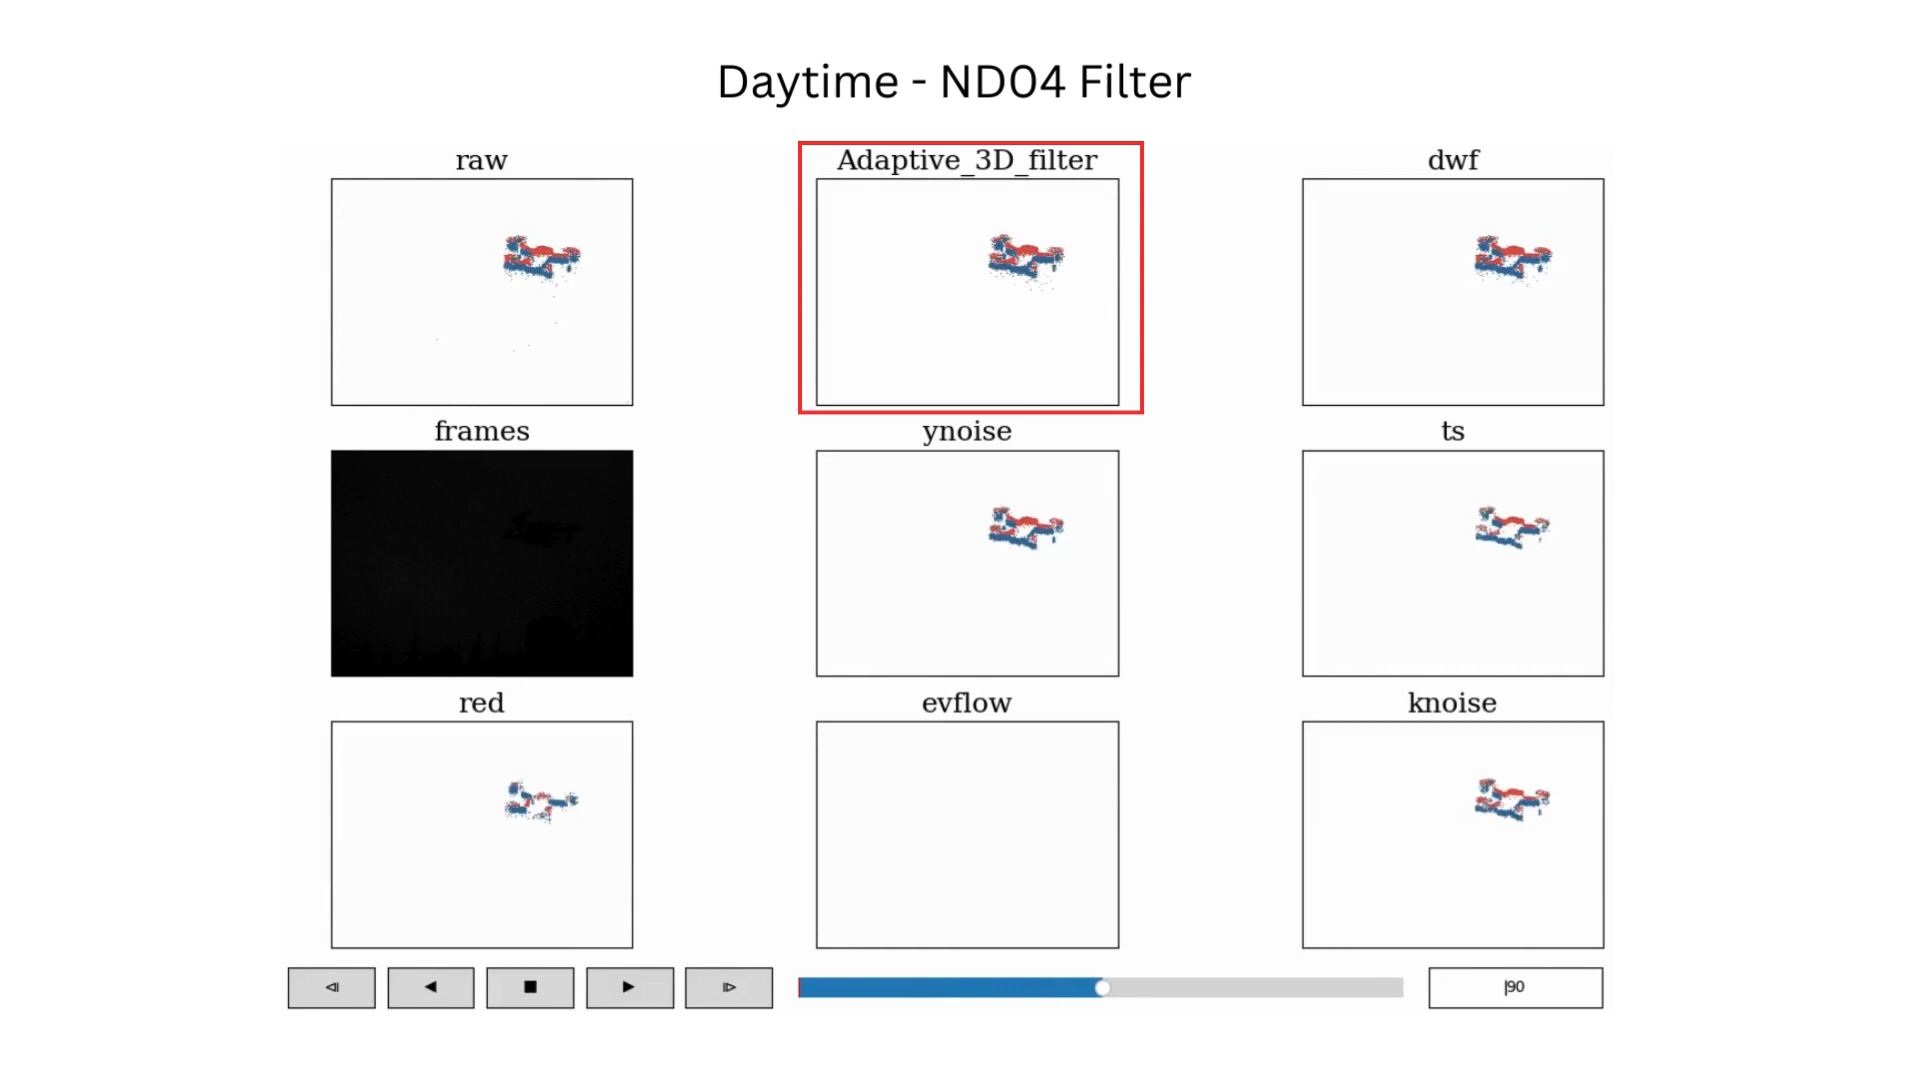 Daytime - ND04 Filter
raw
Adaptive_3D_filter
dwf
frames
ynoise
ts
red
evflow
knoise
90